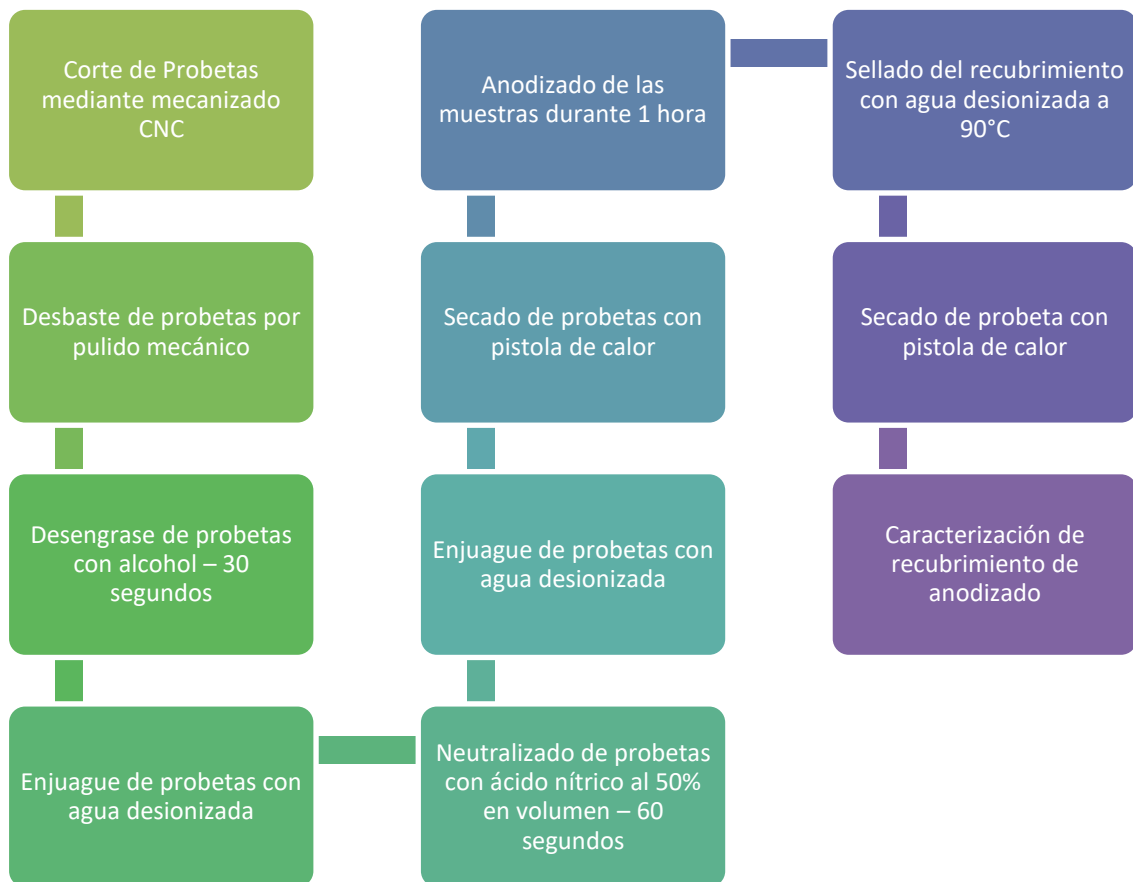 Corte de Probetas
mediante mecanizado
CNC
Desbaste de probetas por
pulido mecánico
Desengrase de probetas
con alcohol – 30
segundos
Enjuague de probetas con
agua desionizada
Neutralizado de probetas
con ácido nítrico al 50%
en volumen – 60
segundos
Enjuague de probetas con
agua desionizada
Secado de probetas con
pistola de calor
Anodizado de las
muestras durante 1 hora
Sellado del recubrimiento
con agua desionizada a
90°C
Secado de probeta con
pistola de calor
Caracterización de
recubrimiento de
anodizado